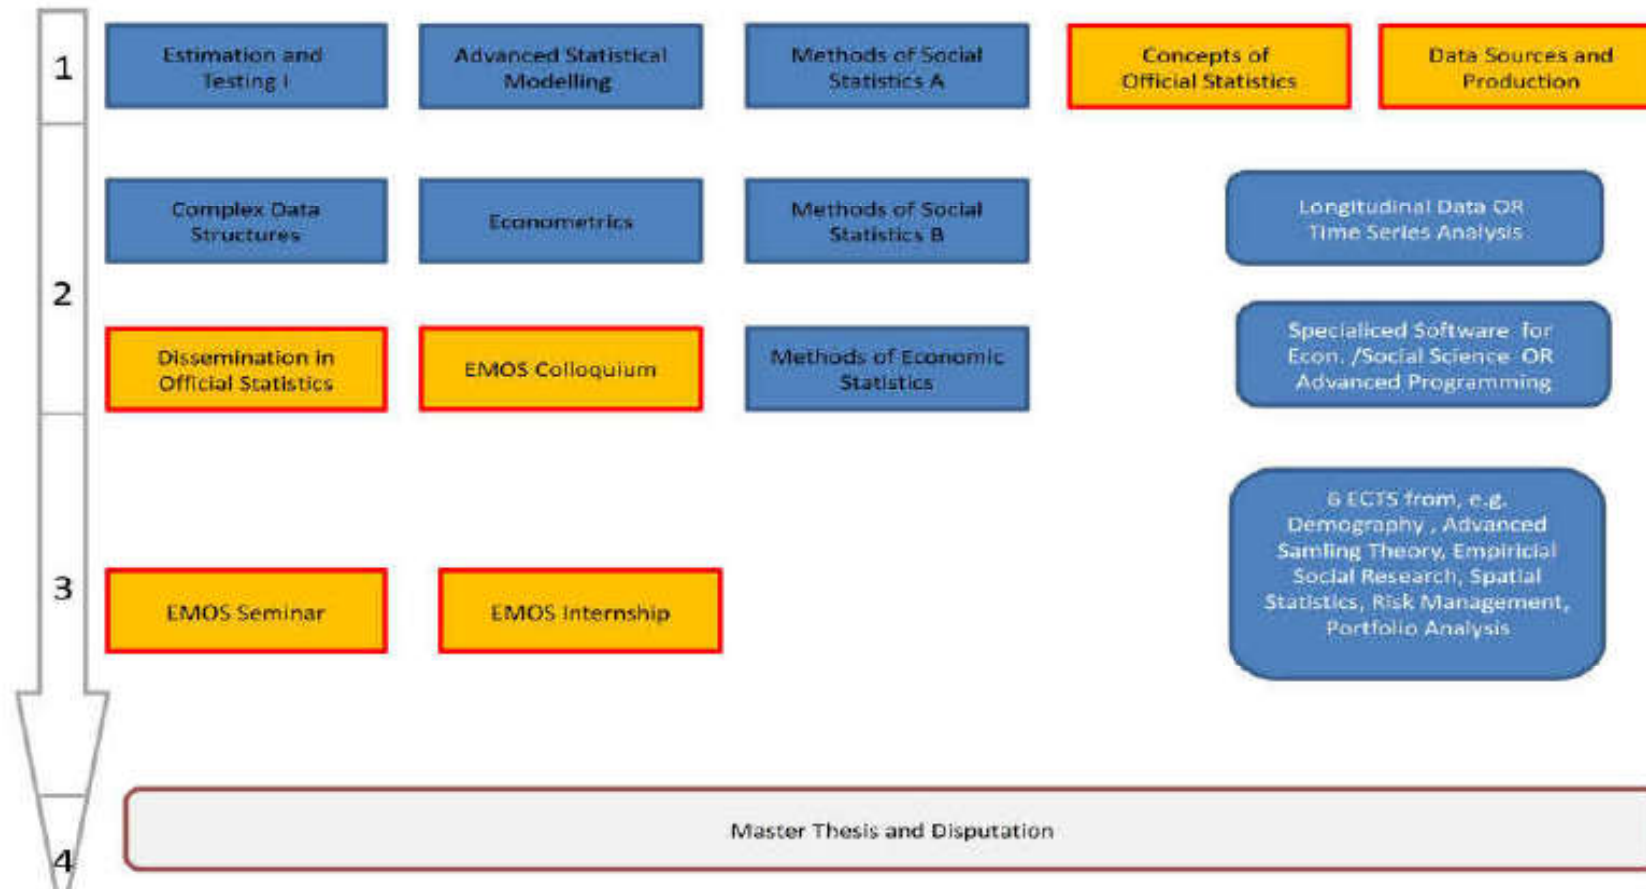 1
Estimation and
Testing I
Advanced Statistical
Modelling
Methods of Social
Statistics A
Concepts of
Official Statistics
Data Sources and
Production
2
Complex Data
Structures
Econometrics
Methods of Social
Statistics B
Longitudinal Data OR
Time Series Analysis
Dissemination in
Official Statistics
EMOS Colloquium
Methods of Economic
Statistics
Specialiced Software for
Econ. /Social Science OR
Advanced Programming
3
EMOS Seminar
EMOS Internship
6 ECTS from, e.g.
Demography , Advanced
Samling Theory, Empiricial
Social Research, Spatial
Statistics, Risk Management,
Portfolio Analysis
4
Master Thesis and Disputation